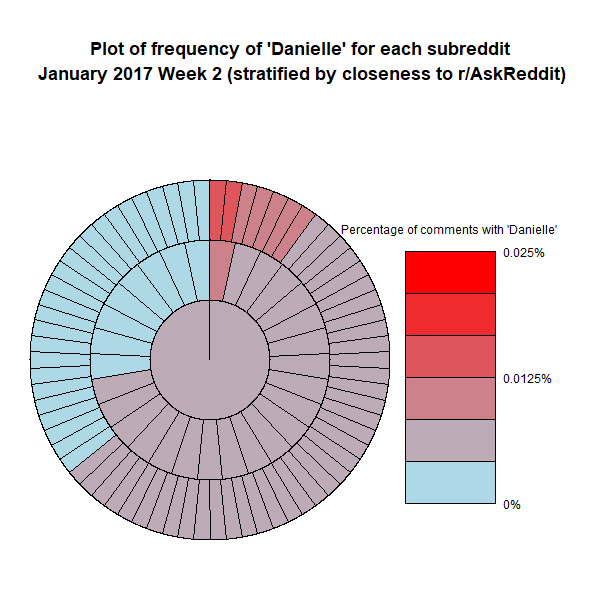 Plot of frequency of 'Danielle' for each subreddit
January 2017 Week 2 (stratified by closeness to r/AskReddit)
Percentage of comments with 'Danielle'
0.025%
0.0125%
0%